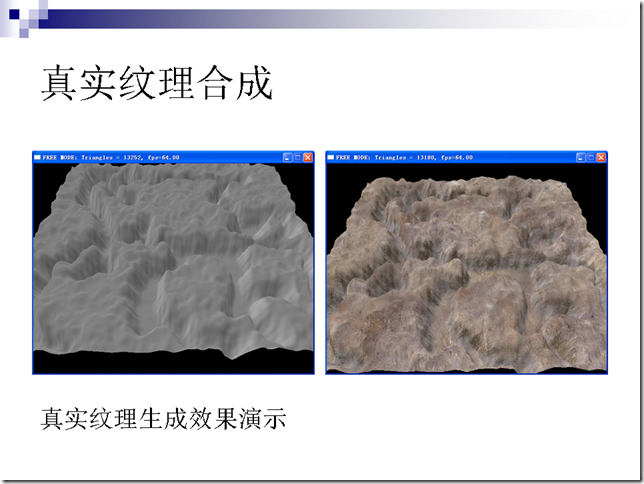 真实纹理合成
FREE MODE: Triangles = 13252, fps=64.00
FREE MODE: Triangles = 13180, fps=64.00
真实纹理生成效果演示